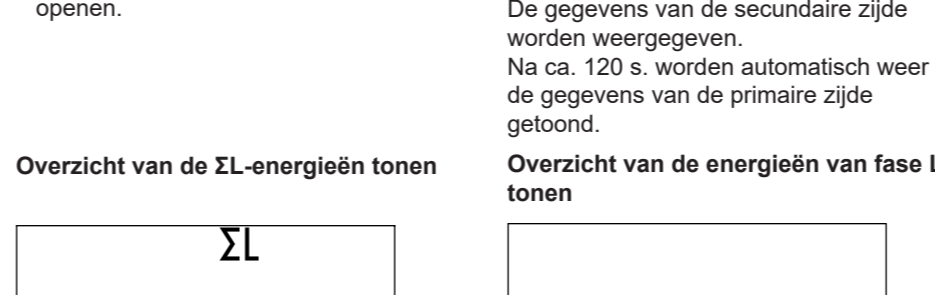 openen.
Overzicht van de ΣL-energieën tonen
ΣL
De gegevens van de secundaire zijde
worden weergegeven.
Na ca. 120 s. worden automatisch weer
de gegevens van de primaire zijde
getoond.
Overzicht van de energieën van fase L
tonen